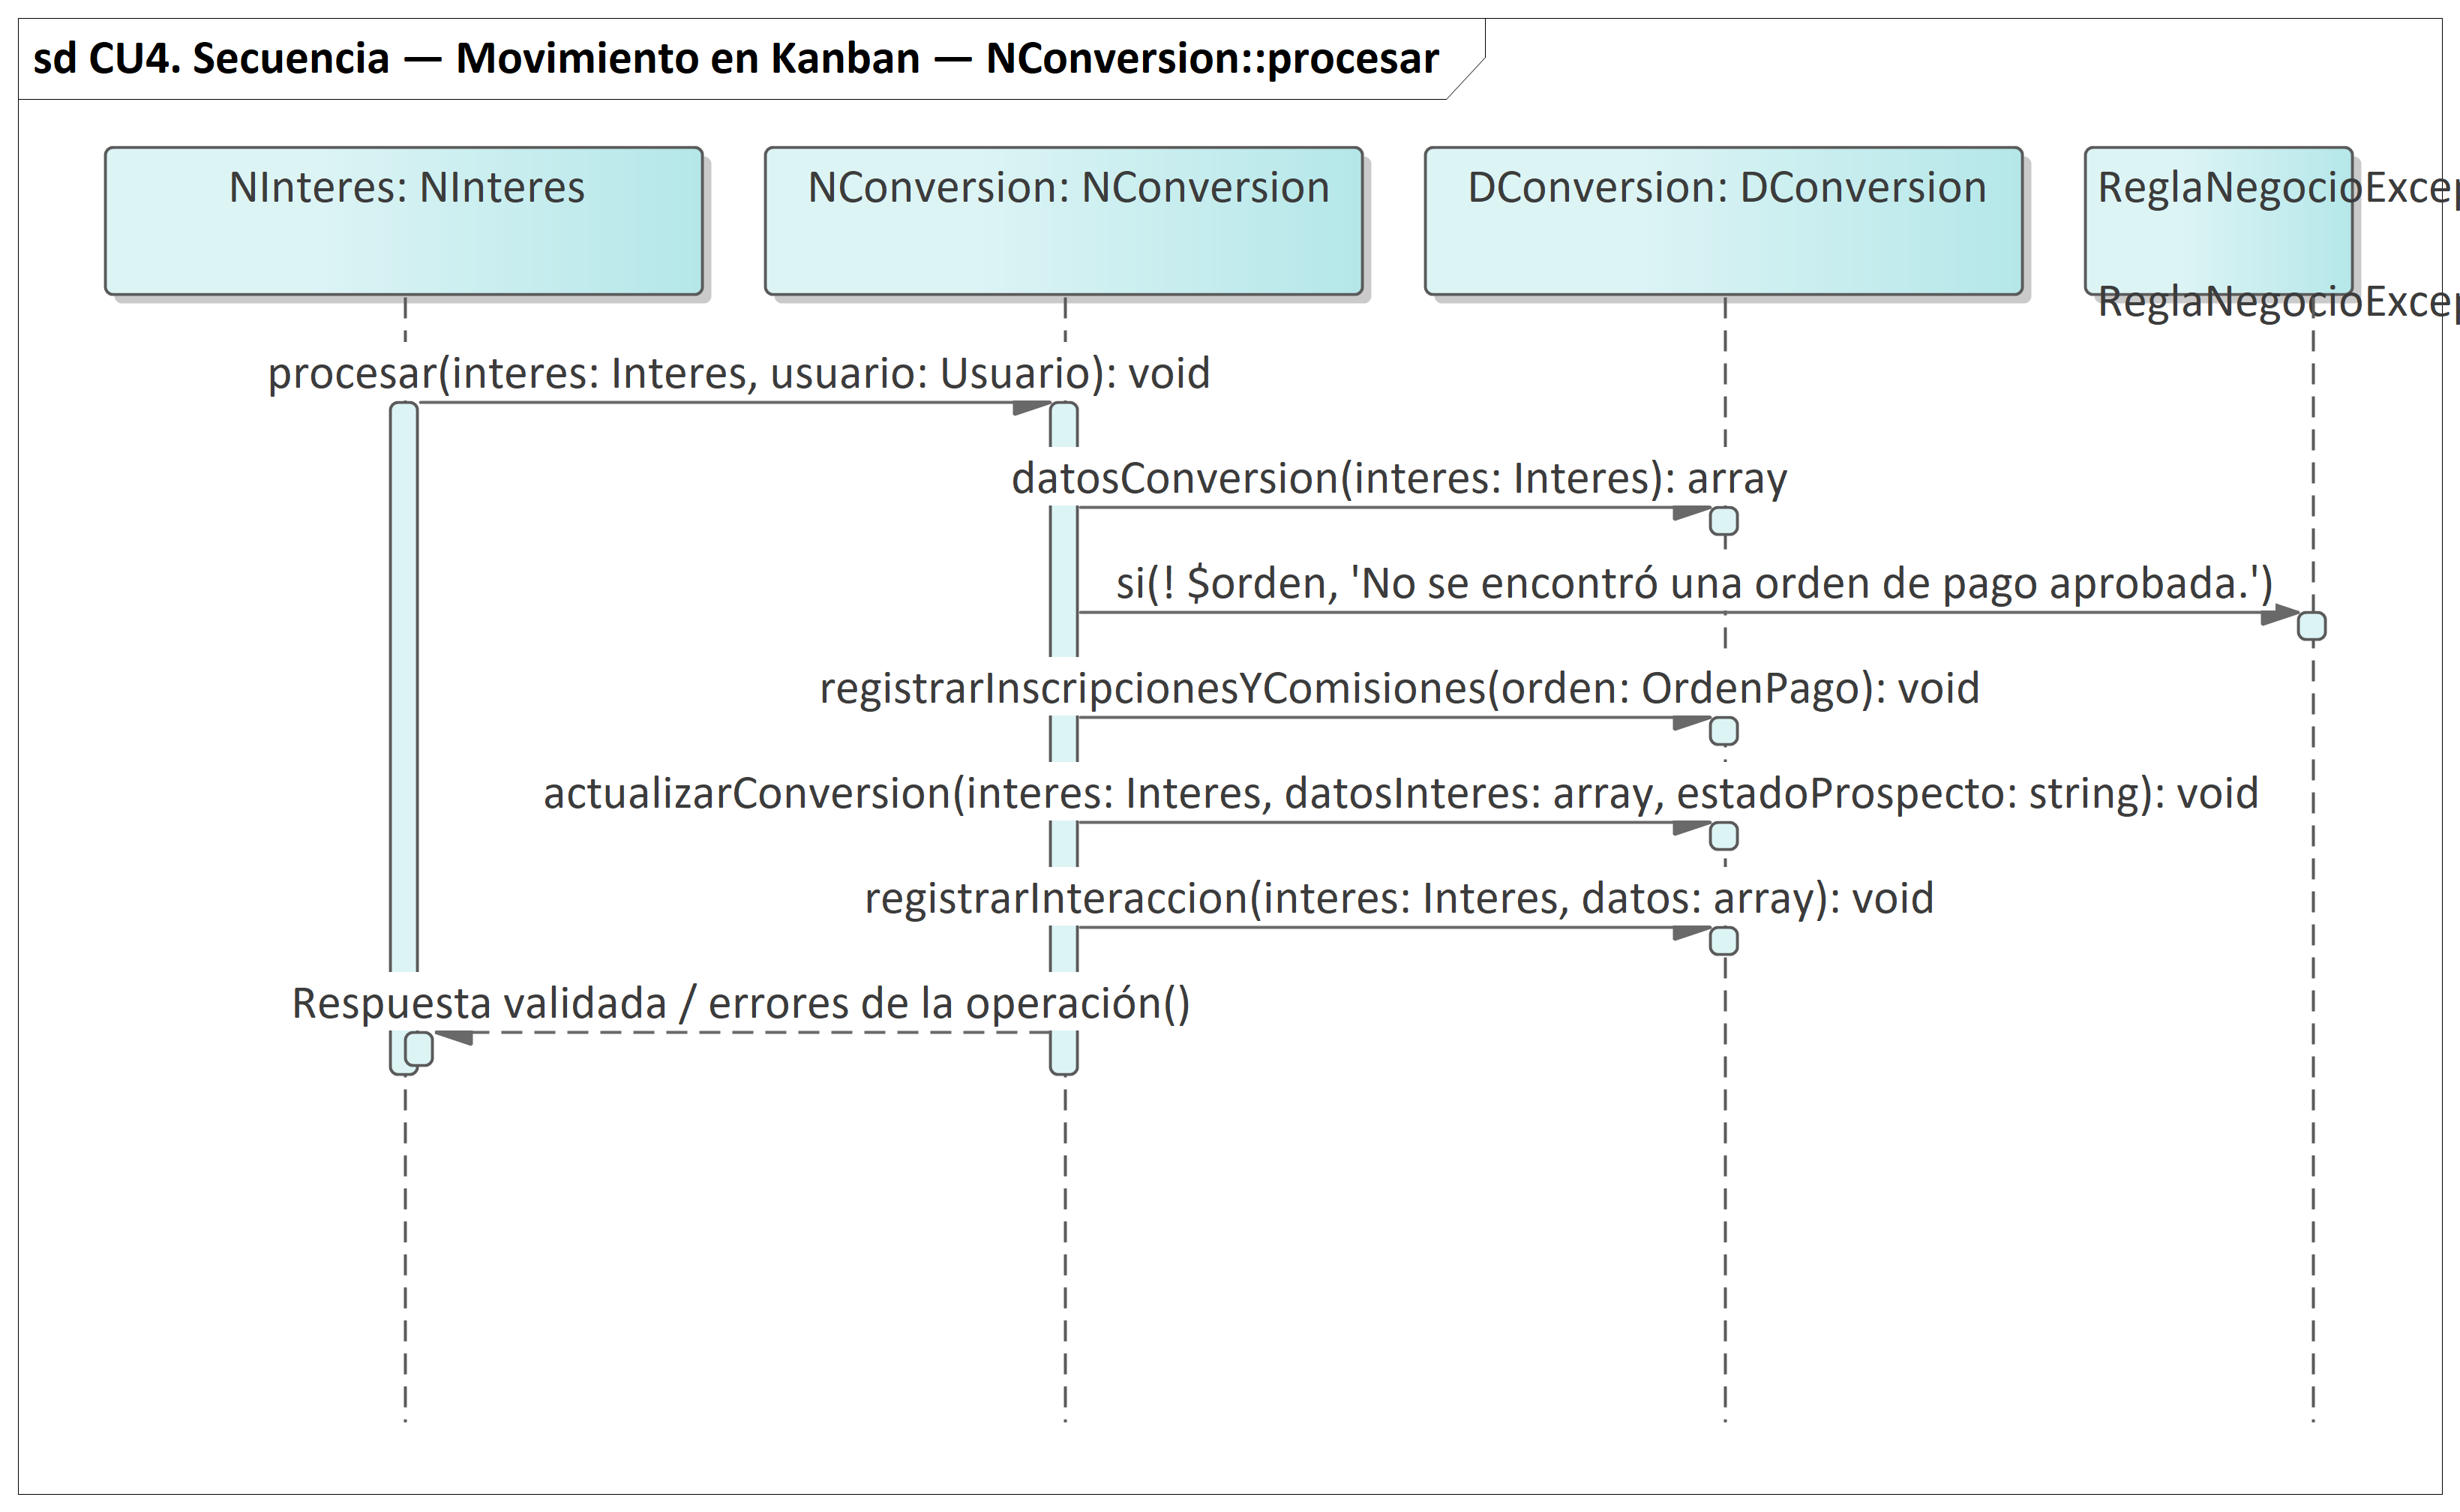 sd CU4. Secuencia — Movimiento en Kanban — NConversion::procesar
NInteres: NInteres
NConversion: NConversion
DConversion: DConversion
ReglaNegocioExcep
ReglaNegocioExcep
procesar(interes: Interes, usuario: Usuario): void
datosConversion(interes: Interes): array
si(! $orden, 'No se encontró una orden de pago aprobada.')
registrarInscripcionesYComisiones(orden: OrdenPago): void
actualizarConversion(interes: Interes, datosInteres: array, estadoProspecto: string): void
registrarInteraccion(interes: Interes, datos: array): void
Respuesta validada / errores de la operación()